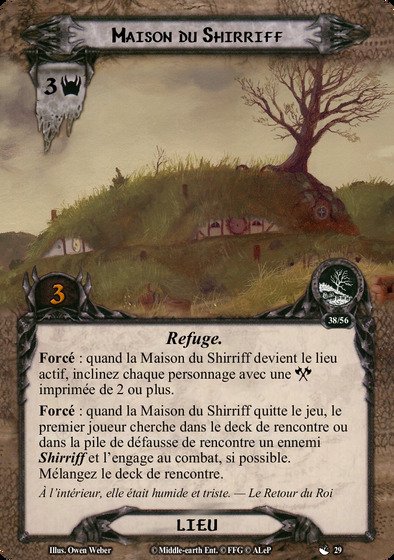 Maison du Shirriff
3
3
38/56
Refuge.
Forcé : quand la Maison du Shirriff devient le lieu
actif, inclinez chaque personnage avec une
imprimée de 2 ou plus.
Forcé : quand la Maison du Shirriff quitte le jeu, le
premier joueur cherche dans le deck de rencontre ou
dans la pile de défausse de rencontre un ennemi
Shirriff et l'engage au combat, si possible.
Mélangez le deck de rencontre.
À l'intérieur, elle était humide et triste. — Le Retour du Roi
LIEU
Illus. Owen Weber © Middle-earth Ent. © FFG © ALeP 29